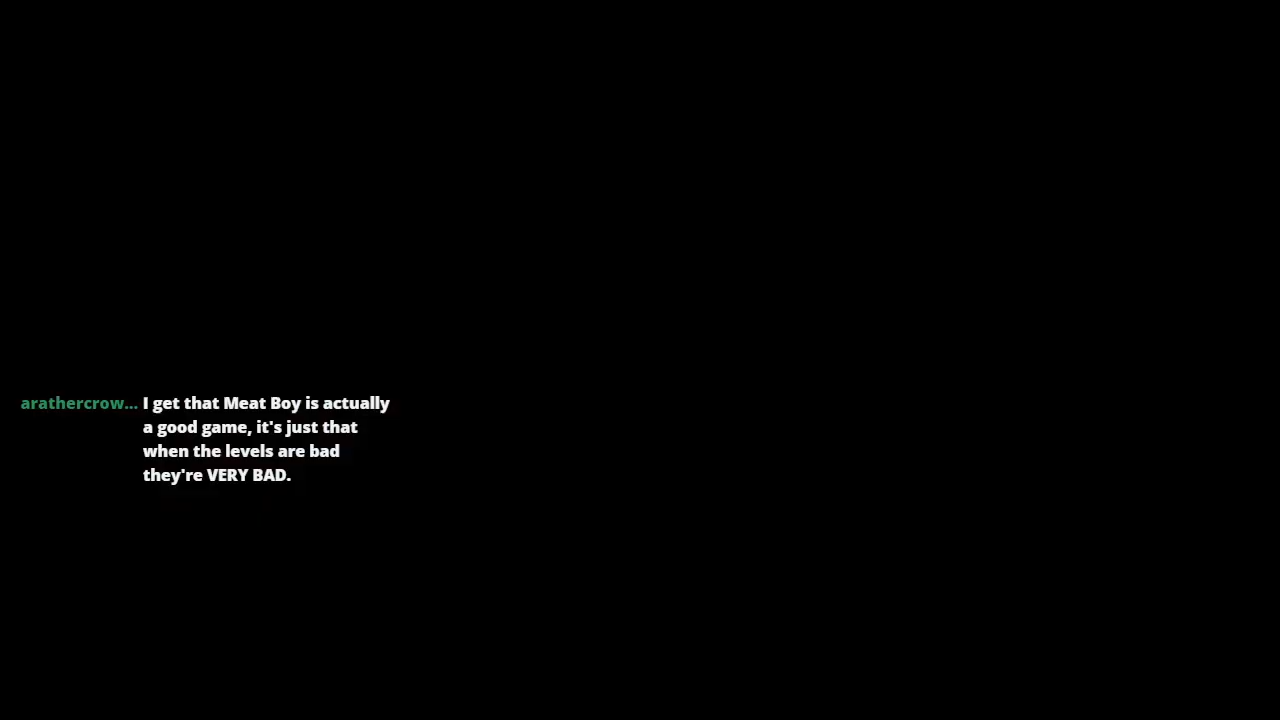 arathercrow... I get that Meat Boy is actually
a good game, it's just that
when the levels are bad
they're VERY BAD.